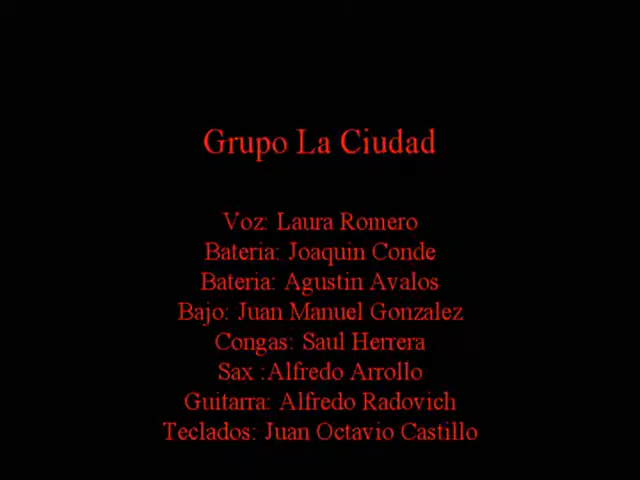 Grupo La Ciudad
Voz: Laura Romero
Bateria: Joaquin Conde
Bateria: Agustin Avalos
Bajo: Juan Manuel Gonzalez
Congas: Saul Herrera
Sax :Alfredo Arrollo
Guitarra: Alfredo Radovich
Teclados: Juan Octavio Castillo